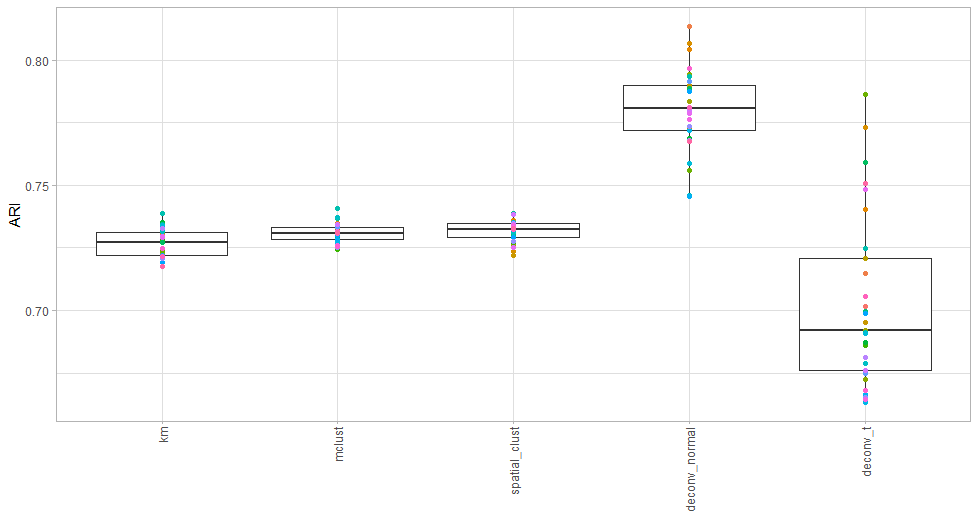 ARI
0.80
0.75
0.70
km
mclust
spatial_clust
deconv_normal
deconv_t